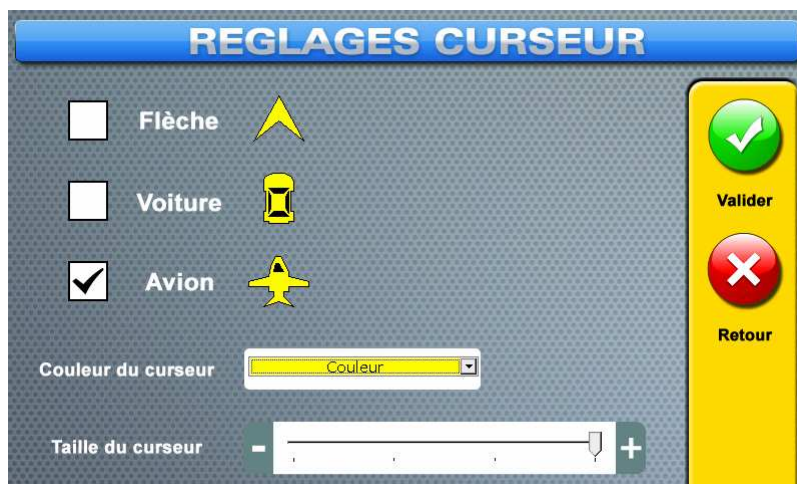 REGLAGES CURSEUR
Flèche
Voiture
Avion
Valider
Retour
Couleur du curseur
Couleur
Taille du curseur
-
+